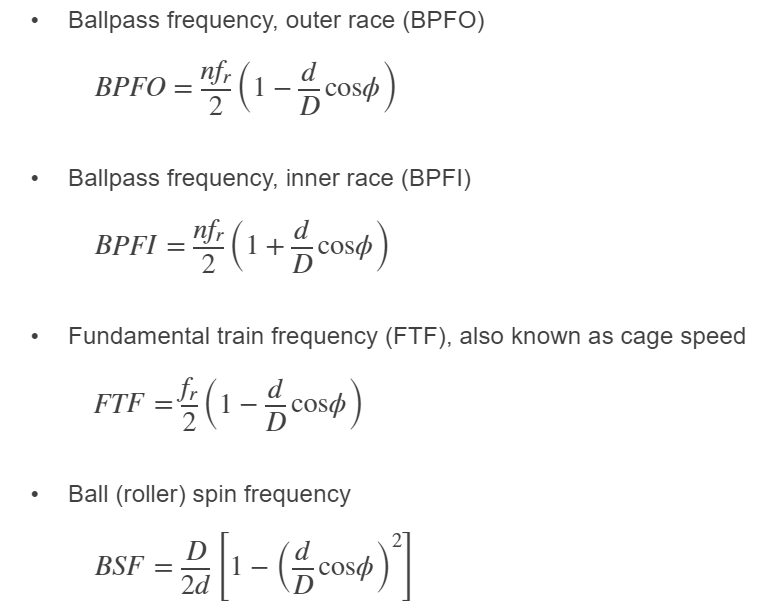 • Ballpass frequency, outer race (BPFO)
BPFO = \frac{nf_r}{2} \left( 1 - \frac{d}{D} \cos\phi \right)
• Ballpass frequency, inner race (BPFI)
BPFI = \frac{nf_r}{2} \left( 1 + \frac{d}{D} \cos\phi \right)
• Fundamental train frequency (FTF), also known as cage speed
FTF = \frac{f_r}{2} \left( 1 - \frac{d}{D} \cos\phi \right)
• Ball (roller) spin frequency
BSF = \frac{D}{2d} \left[ 1 - \left( \frac{d}{D} \cos\phi \right)^2 \right]